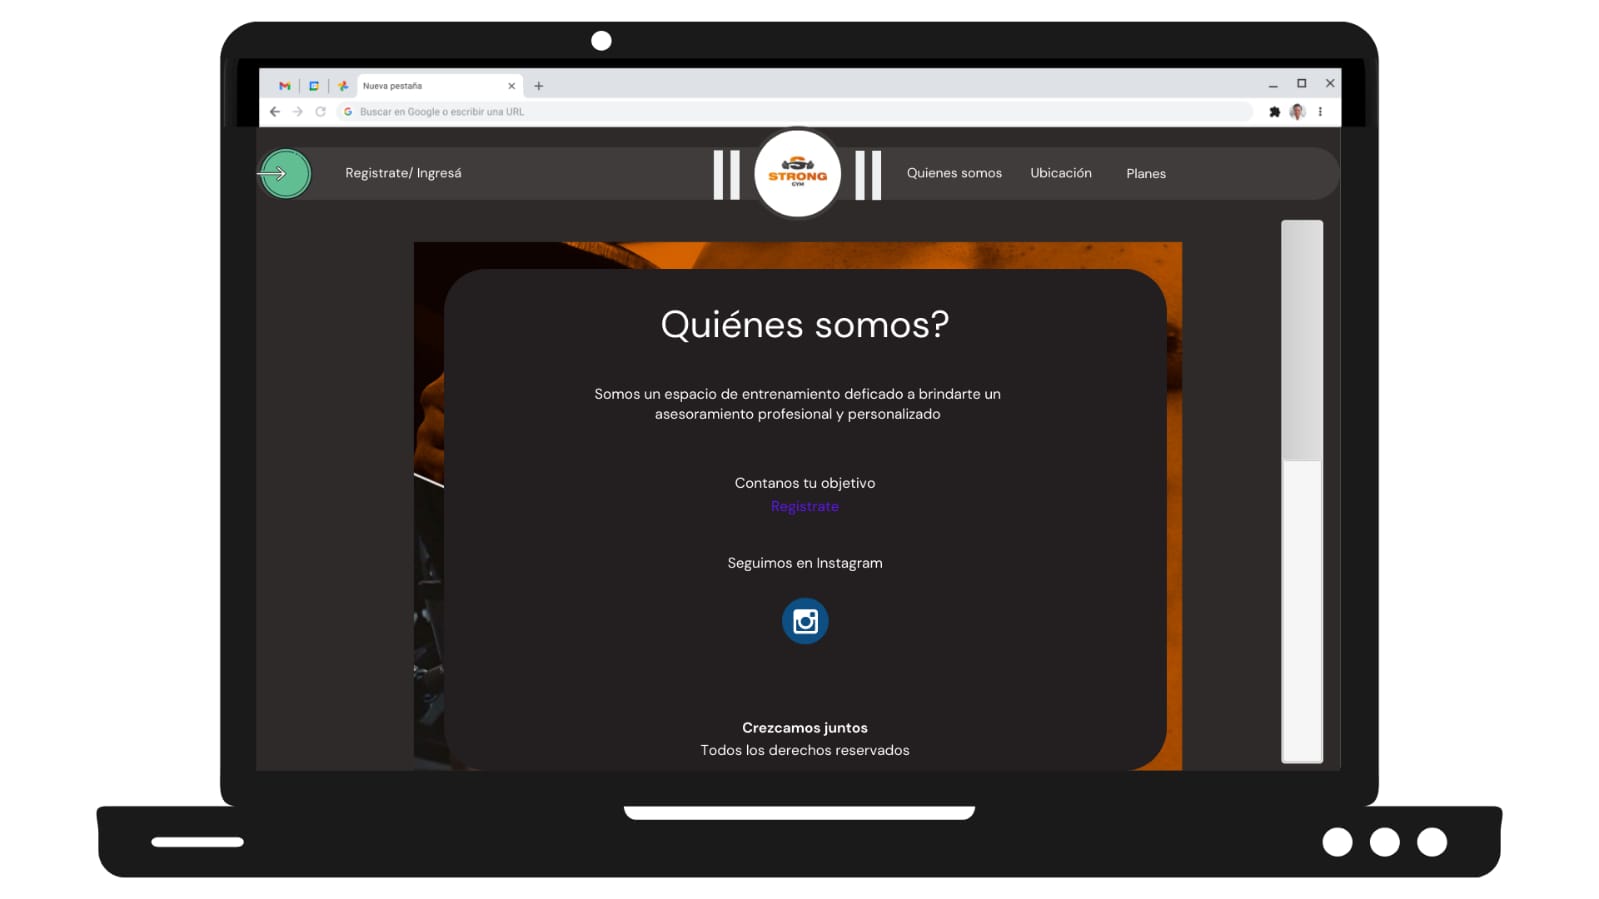 Nueva pestaña
Buscar en Google o escribir una URL
Registrate/ Ingresá
STRONG
GYM
Quienes somos
Ubicación
Planes
Quiénes somos?
Somos un espacio de entrenamiento deficado a brindarte un
asesoramiento profesional y personalizado
Contanos tu objetivo
Registrate
Seguimos en Instagram
Crezcamos juntos
Todos los derechos reservados